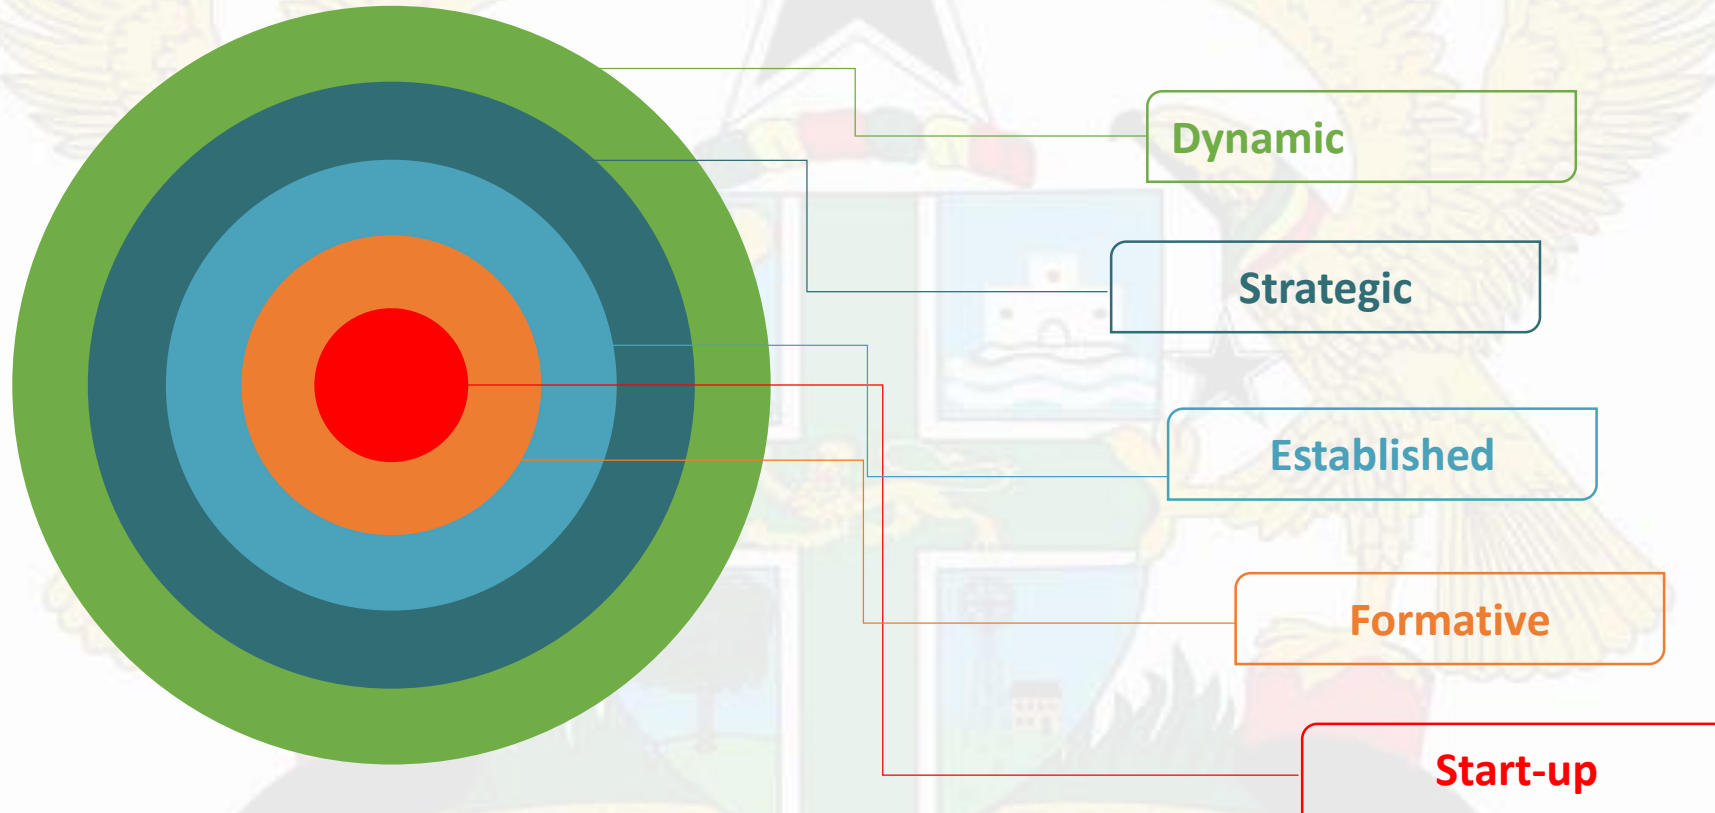 Dynamic
Strategic
Established
Formative
Start-up